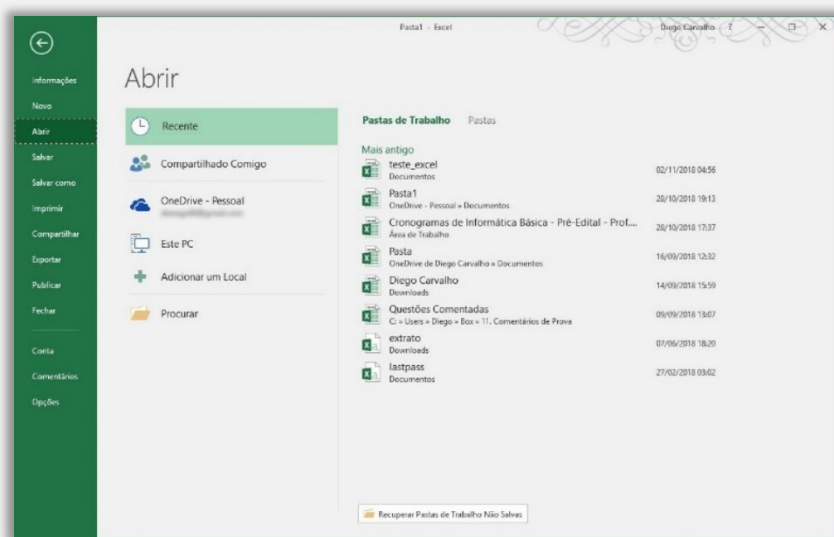 Pasta1 - Excel
Diego Carvalho ?
Informações
Novo
Abrir
Salvar
Salvar como
Imprimir
Compartilhar
Exportar
Publicar
Fechar
Conta
Comentários
Opções
Abrir
Recente
Compartilhado Comigo
OneDrive - Pessoal
Este PC
Adicionar um Local
Procurar
Pastas de Trabalho Pastas
Mais antigo
teste_excel
Documentos
02/11/2018 04:56
Pasta1
OneDrive - Pessoal » Documentos
28/10/2018 19:13
Cronogramas de Informática Básica - Pré-Edital - Prof....
Área de Trabalho
28/10/2018 17:37
Pasta
OneDrive de Diego Carvalho » Documentos
16/09/2018 12:32
Diego Carvalho
Downloads
14/09/2018 15:59
Questões Comentadas
C: » Users » Diego » Box » 11. Comentários de Prova
09/09/2018 13:07
extrato
Downloads
07/06/2018 18:20
lastpass
Documentos
27/02/2018 03:02
Recuperar Pastas de Trabalho Não Salvas